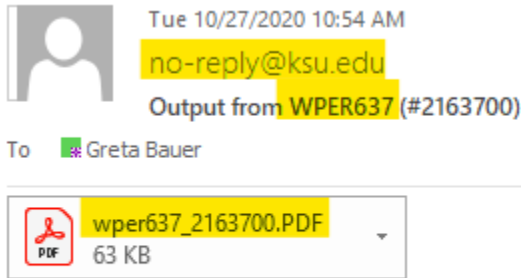 Tue 10/27/2020 10:54 AM
no-reply@ksu.edu
Output from WPER637 (#2163700)
To Greta Bauer
wper637_2163700.PDF
PDF
63 KB